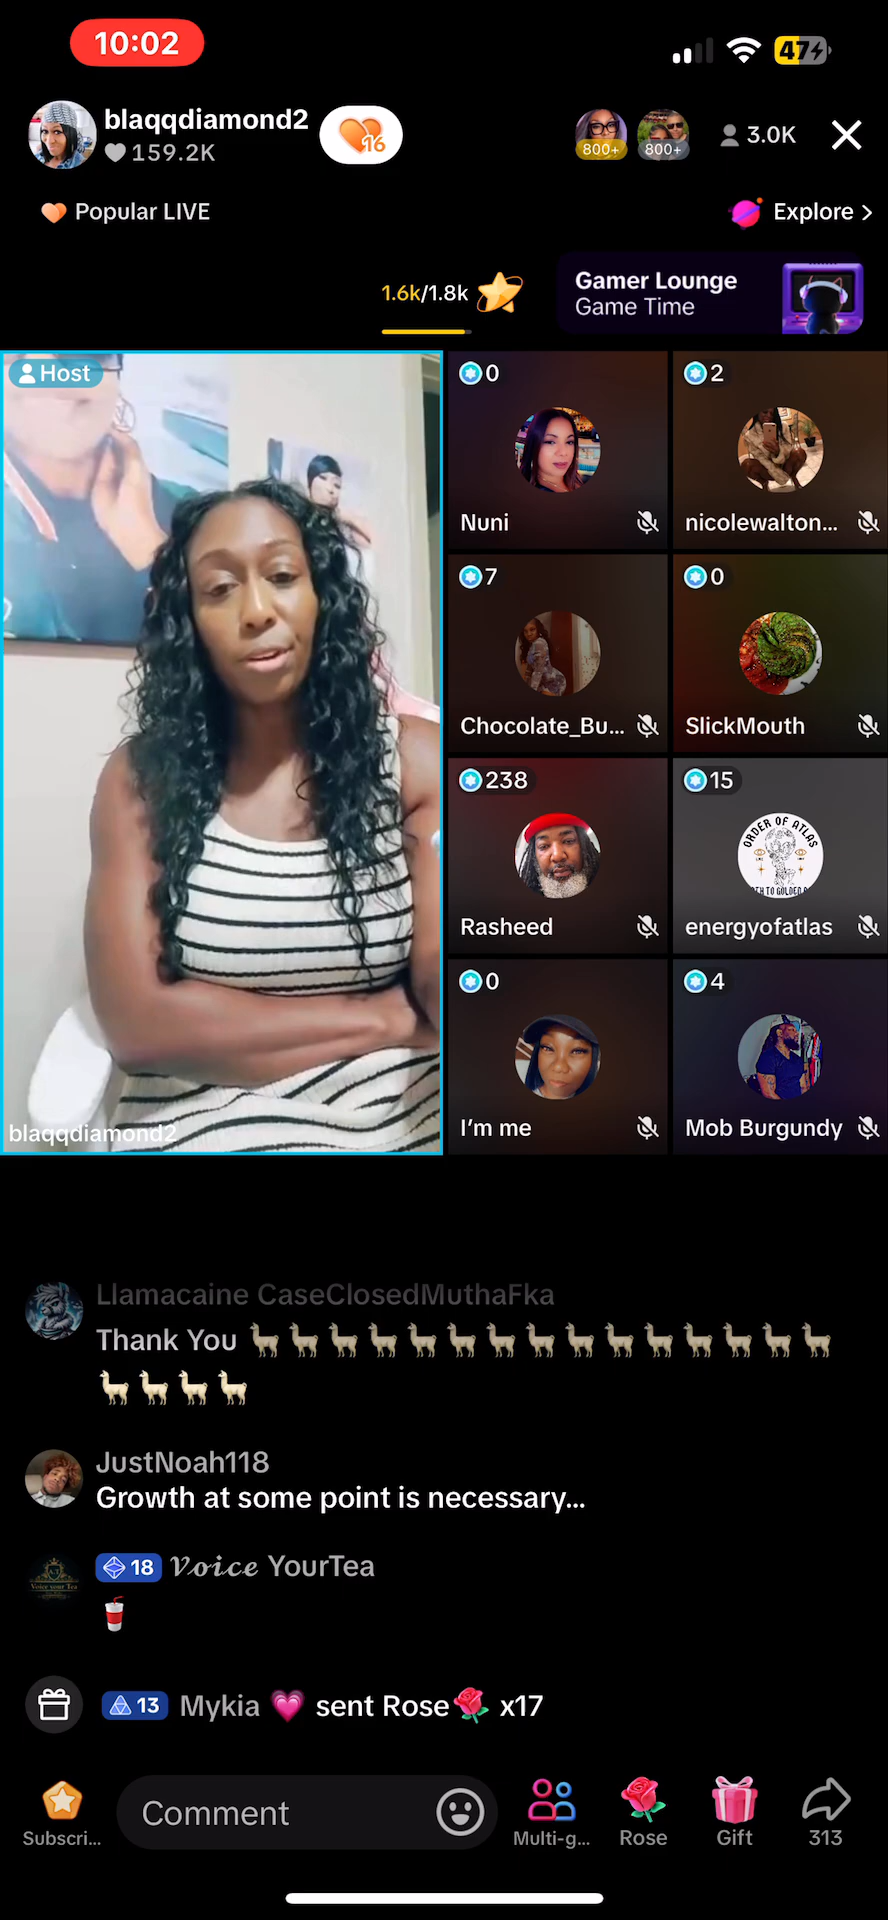 10:02
47
blaqqdiamond2
159.2K
16
800+
800+
3.0K
Popular LIVE
Explore >
1.6k/1.8k
Gamer Lounge
Game Time
Host
blaqqdiamond2
0
Nuni
2
nicolewalton...
7
Chocolate_Bu...
0
SlickMouth
238
Rasheed
15
ORDER OF ATLAS
energyofatlas
0
I'm me
4
Mob Burgundy
Llamacaine CaseClosedMuthaFka
Thank You 🦙🦙🦙🦙🦙🦙🦙🦙🦙🦙🦙🦙🦙🦙🦙
🦙🦙🦙🦙
JustNoah118
Growth at some point is necessary...
18 𝓥𝓸𝓲𝓬𝓮 YourTea
🥤
13 Mykia 💗 sent Rose🌹 x17
Comment
Subscri...
Multi-g...
Rose
Gift
313